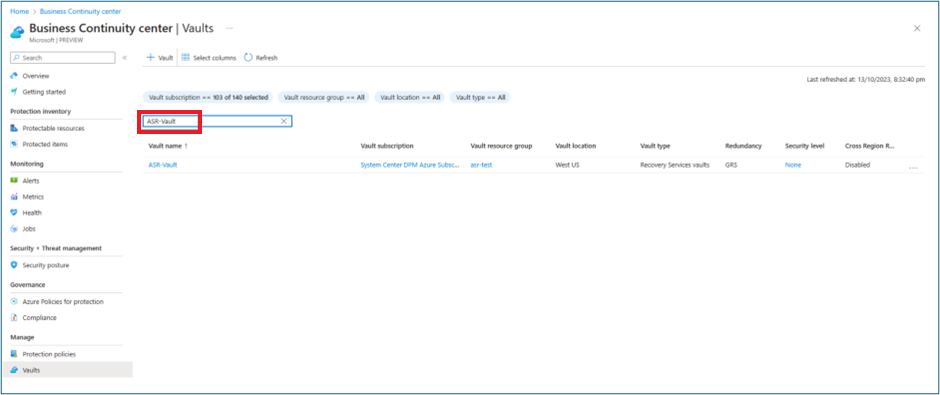 Home > Business Continuity center
Business Continuity center | Vaults ...
Microsoft | PREVIEW
Search «
Overview
Getting started
Protection inventory
Protectable resources
Protected items
Monitoring
Alerts
Metrics
Health
Jobs
Security + Threat management
Security posture
Governance
Azure Policies for protection
Compliance
Manage
Protection policies
Vaults
+ Vault Select columns Refresh
Last refreshed at: 13/10/2023, 8:32:40 pm
Vault subscription == 103 of 140 selected Vault resource group == All Vault location == All Vault type == All
ASR-Vault
Vault name ↑ Vault subscription Vault resource group Vault location Vault type Redundancy Security level Cross Region R...
ASR-Vault System Center DPM Azure Subsc... asr-test West US Recovery Services vaults GRS None Disabled ...